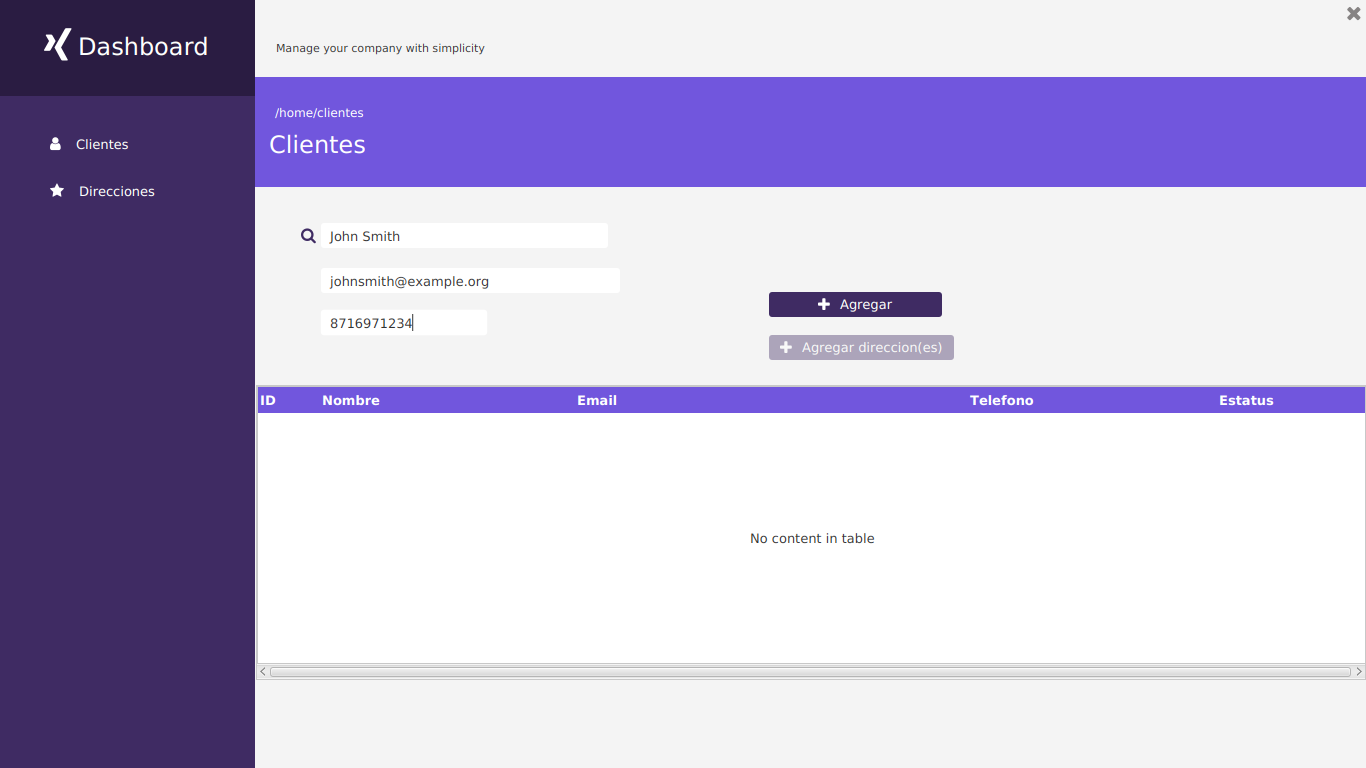 Dashboard
Manage your company with simplicity
/home/clientes
Clientes
Clientes
Direcciones
John Smith
johnsmith@example.org
8716971234
Agregar
Agregar direccion(es)
ID Nombre Email Telefono Estatus
No content in table